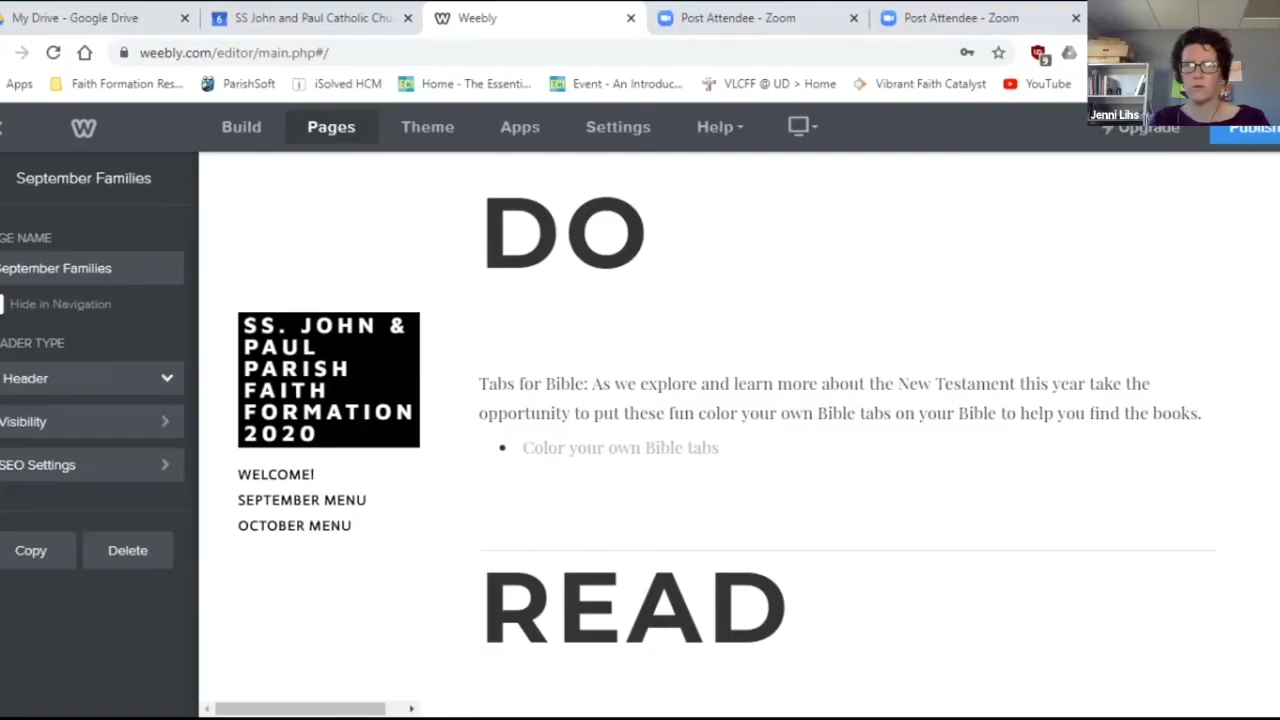 My Drive - Google Drive
SS John and Paul Catholic Chu
Weebly
Post Attendee - Zoom
Post Attendee - Zoom
weebly.com/editor/main.php#/
Apps
Faith Formation Res...
ParishSoft
iSolved HCM
Home - The Essenti...
Event - An Introduc...
VLCFF @ UD > Home
Vibrant Faith Catalyst
YouTube
Jenni Lihs
Build
Pages
Theme
Apps
Settings
Help
Upgrade
Publish
September Families
GE NAME
September Families
Hide in Navigation
ADER TYPE
Header
Visibility
SEO Settings
Copy
Delete
SS. JOHN &
PAUL
PARISH
FAITH
FORMATION
2020
WELCOME!
SEPTEMBER MENU
OCTOBER MENU
DO
Tabs for Bible: As we explore and learn more about the New Testament this year take the
opportunity to put these fun color your own Bible tabs on your Bible to help you find the books.
• Color your own Bible tabs
READ